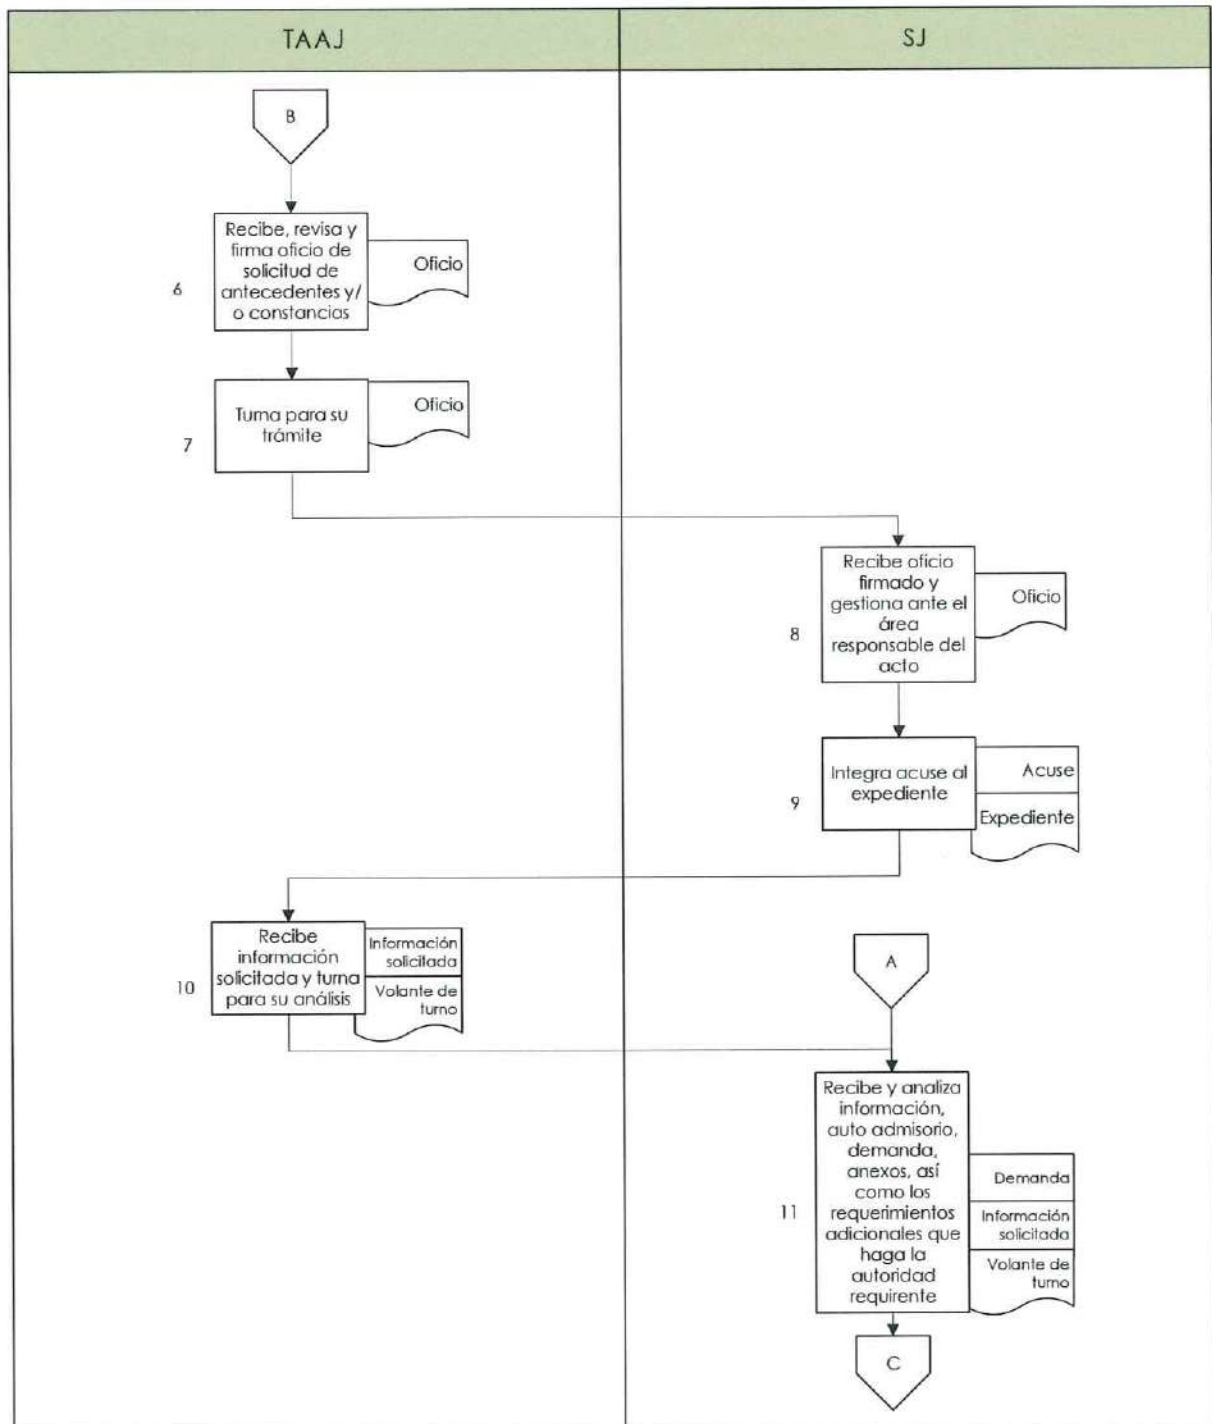 TAAJ
SJ
B
6
Recibe, revisa y
firma oficio de
solicitud de
antecedentes y/
o constancias
Oficio
7
Turna para su
trámite
Oficio
8
Recibe oficio
firmado y
gestiona ante el
área
responsable del
acto
Oficio
9
Integra acuse al
expediente
Acuse
Expediente
10
Recibe
información
solicitada y turna
para su análisis
Información
solicitada
Volante de
turno
A
11
Recibe y analiza
información,
auto admisorio,
demanda,
anexos, así
como los
requerimientos
adicionales que
haga la
autoridad
requirente
Demanda
Información
solicitada
Volante de
turno
C